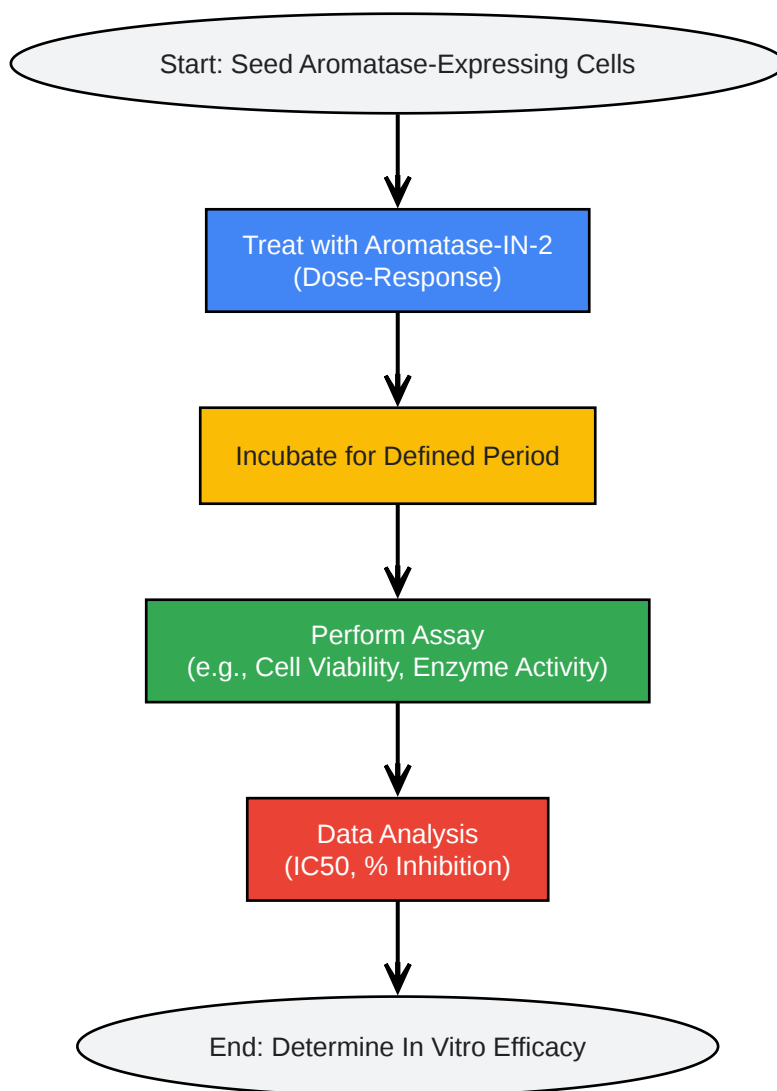 Start: Seed Aromatase-Expressing Cells
Treat with Aromatase-IN-2
(Dose-Response)
Incubate for Defined Period
Perform Assay
(e.g., Cell Viability, Enzyme Activity)
Data Analysis
(IC50, % Inhibition)
End: Determine In Vitro Efficacy